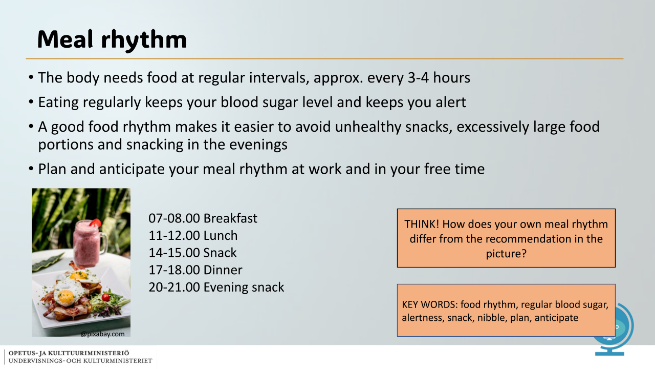 Meal rhythm
• The body needs food at regular intervals, approx. every 3-4 hours
• Eating regularly keeps your blood sugar level and keeps you alert
• A good food rhythm makes it easier to avoid unhealthy snacks, excessively large food
portions and snacking in the evenings
• Plan and anticipate your meal rhythm at work and in your free time
07-08.00 Breakfast
11-12.00 Lunch
14-15.00 Snack
17-18.00 Dinner
20-21.00 Evening snack
THINK! How does your own meal rhythm
differ from the recommendation in the
picture?
KEY WORDS: food rhythm, regular blood sugar,
alertness, snack, nibble, plan, anticipate
@pixabay.com
OPETUS- JA KULTTUURIMINISTERIÖ
UNDERVISNINGS- OCH KULTURMINISTERIET